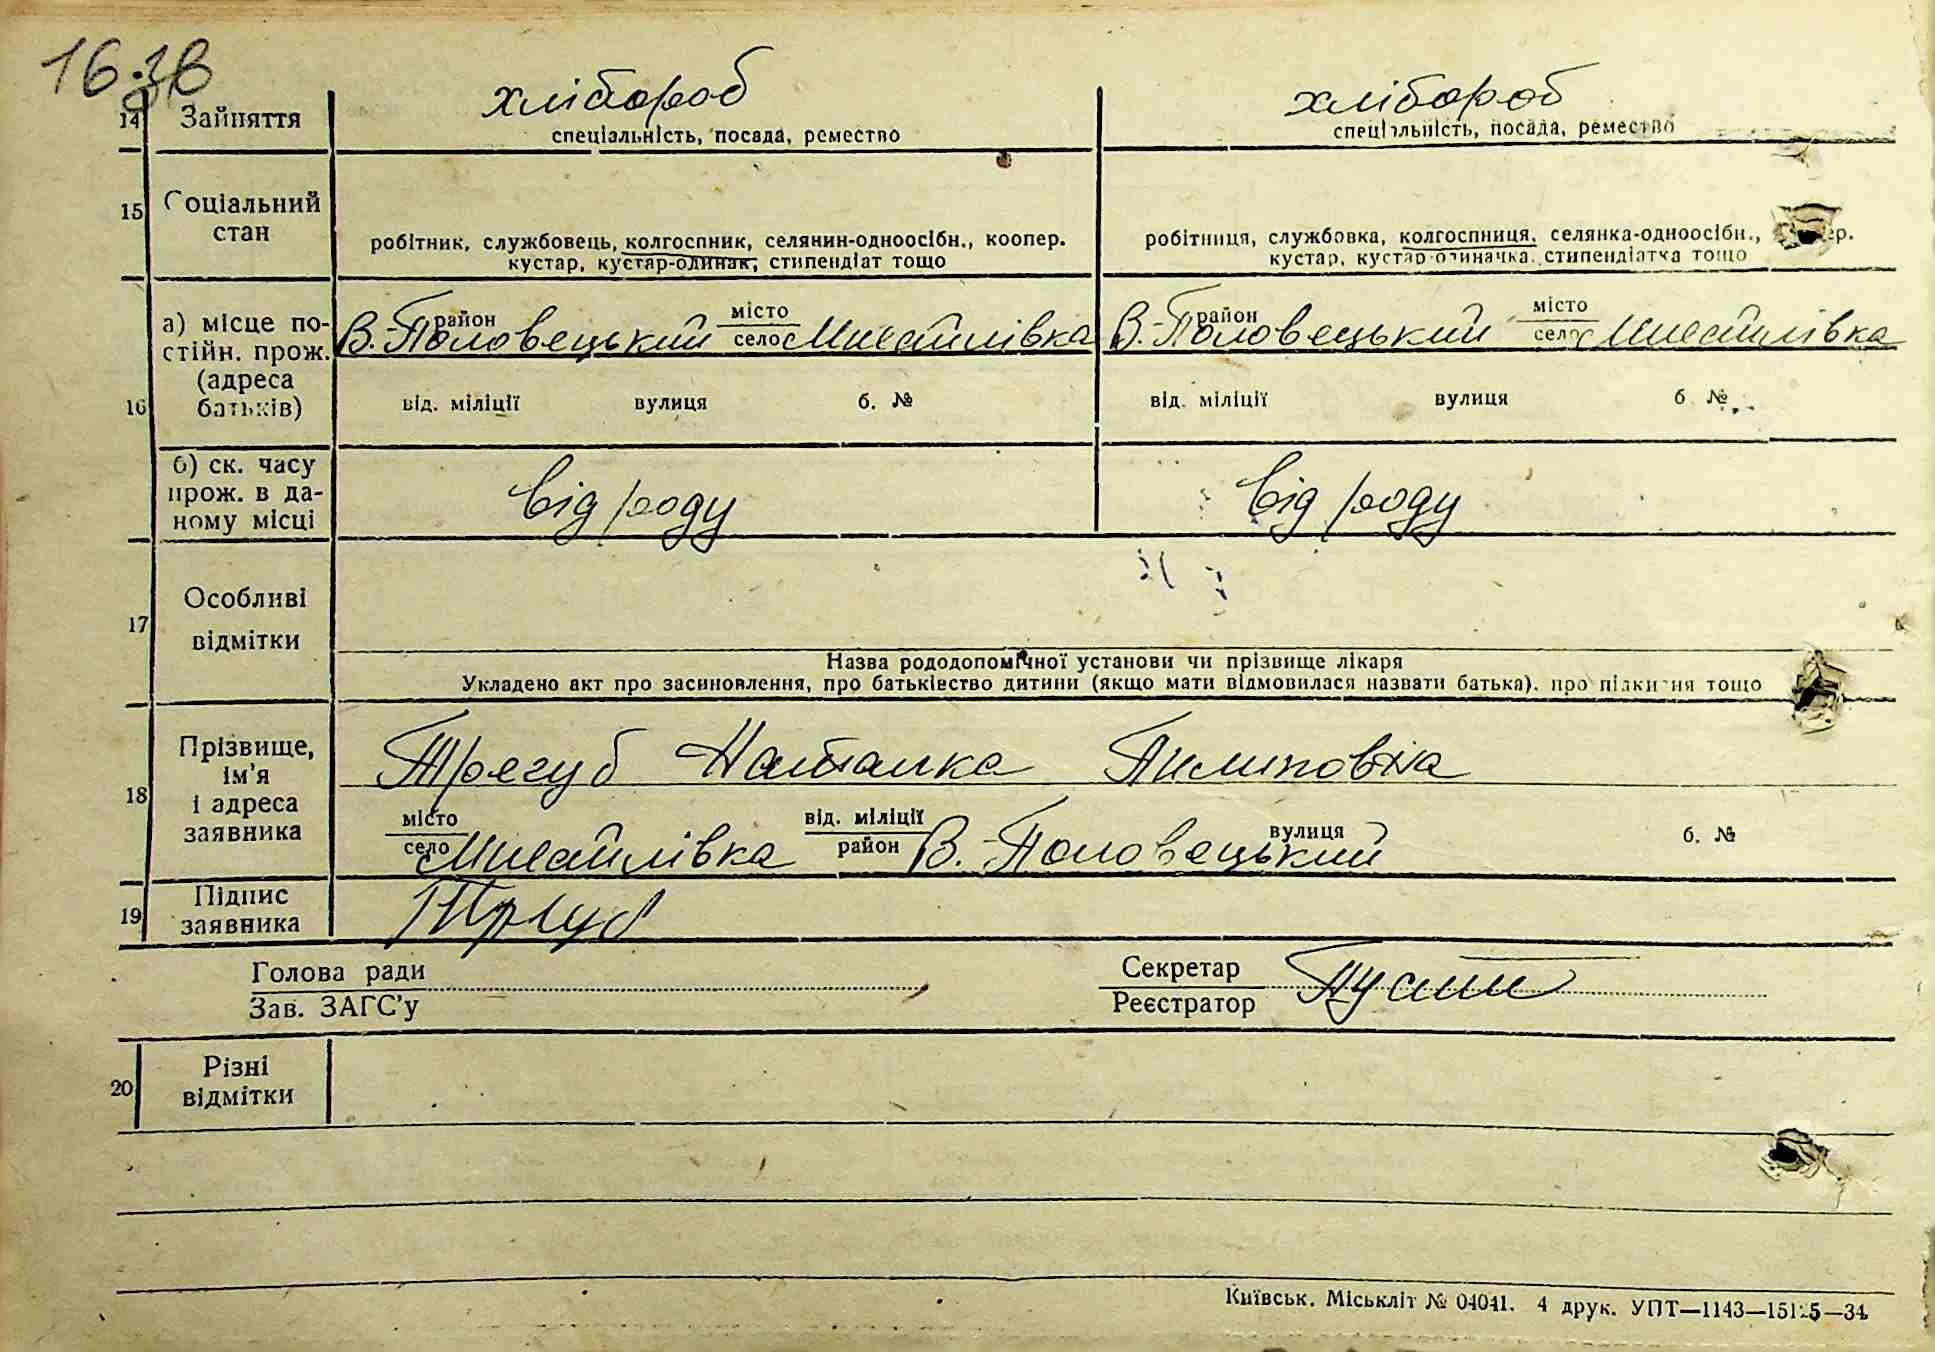 16
14 Зайняття хлібороб хлібороб
спеціальність, посада, ремество спеціальність, посада, ремество
15 Соціальний
стан
робітник, службовець, колгоспник, селянин-одноосібн., коопер.
кустар, кустар-одинак, стипендіат тощо
робітниця, службовка, колгоспниця, селянка-одноосібн.,
кустар, кустар-одиначка, стипендіатка тощо
16 а) місце по-
стійн. прож.
(адреса
батьків)
В.-Половецький район місто село Михайлівка
від. міліції вулиця б. №
В.-Половецький район місто село Михайлівка
від. міліції вулиця б. №
б) ск. часу
прож. в да-
ному місці
від роду від роду
17 Особливі
відмітки
Назва рододопомічної установи чи прізвище лікаря
Укладено акт про засиновлення, про батьківство дитини (якщо мати відмовилася назвати батька), про підкиння тощо
18 Прізвище,
ім'я
і адреса
заявника
Трягуб Наталка Пилиповна
місто село Михайлівка від. міліції район В.-Половецький вулиця б. №
19 Підпис
заявника
Голова ради
Зав. ЗАГС'у
Секретар
Реєстратор
20 Різні
відмітки
Київськ. Міськліт № 04041. 4 друк. УПТ—1143—15125—34